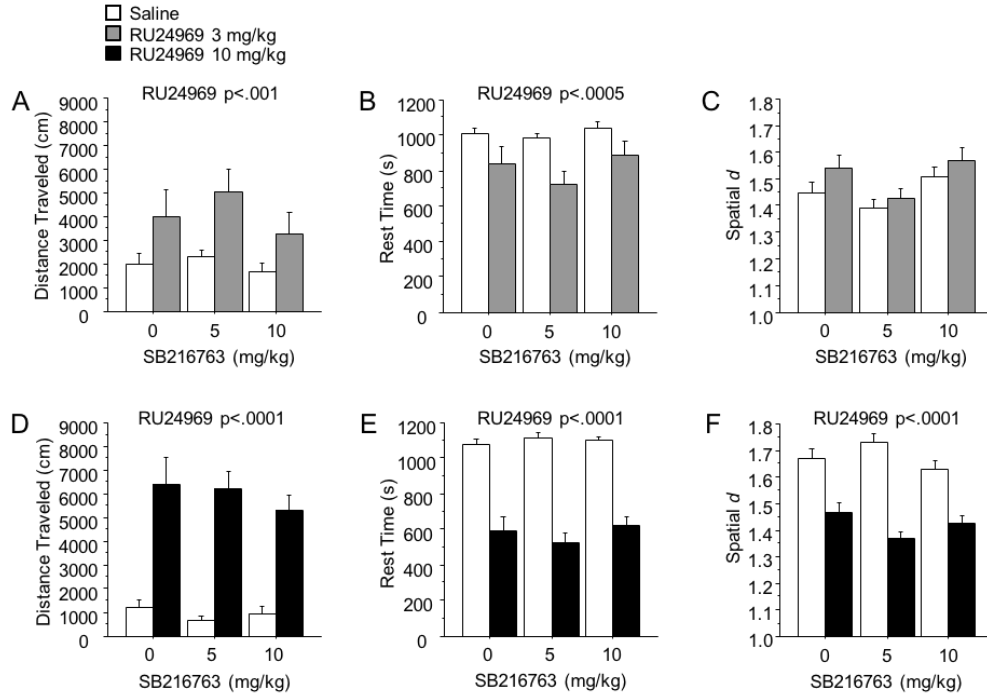 Saline
RU24969 3 mg/kg
RU24969 10 mg/kg
A
RU24969 p<.001
Distance Traveled (cm)
9000
8000
7000
6000
5000
4000
3000
2000
1000
0
0 5 10
SB216763 (mg/kg)
B
RU24969 p<.0005
Rest Time (s)
1200
1000
800
600
400
200
0
0 5 10
SB216763 (mg/kg)
C
Spatial d
1.8
1.7
1.6
1.5
1.4
1.3
1.2
1.1
1.0
0 5 10
SB216763 (mg/kg)
D
RU24969 p<.0001
Distance Traveled (cm)
9000
8000
7000
6000
5000
4000
3000
2000
1000
0
0 5 10
SB216763 (mg/kg)
E
RU24969 p<.0001
Rest Time (s)
1200
1000
800
600
400
200
0
0 5 10
SB216763 (mg/kg)
F
RU24969 p<.0001
Spatial d
1.8
1.7
1.6
1.5
1.4
1.3
1.2
1.1
1.0
0 5 10
SB216763 (mg/kg)